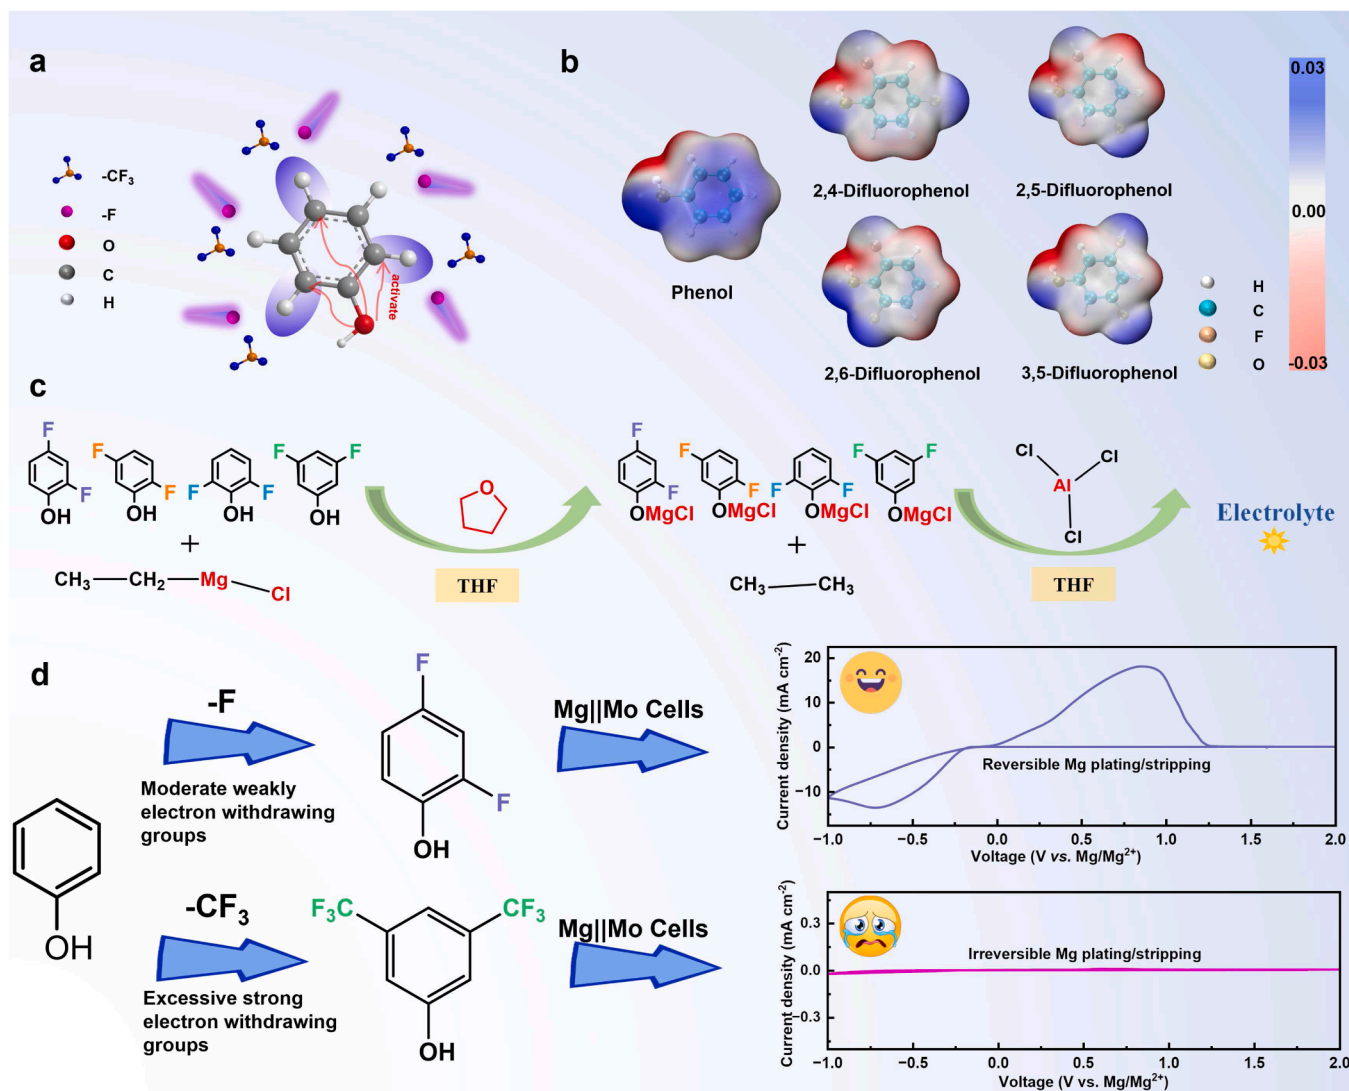 a
-CF₃
-F
O
C
H
activate
b
Phenol
2,4-Difluorophenol
2,5-Difluorophenol
2,6-Difluorophenol
3,5-Difluorophenol
0.03
0.00
-0.03
H
C
F
O
c
F
F
OH
F
F
OH
F
F
OH
F
F
OH
+
CH₃
CH₂
Mg
Cl
O
THF
F
F
OMgCl
F
F
OMgCl
F
F
OMgCl
F
F
OMgCl
+
CH₃
CH₃
Cl
Cl
Al
Cl
THF
Electrolyte
d
OH
-F
Moderate weakly
electron withdrawing
groups
F
F
OH
Mg||Mo Cells
Current density (mA cm⁻²)
20
10
0
−10
Reversible Mg plating/stripping
−1.0
−0.5
0.0
0.5
1.0
1.5
2.0
Voltage (V vs. Mg/Mg²⁺)
-CF₃
Excessive strong
electron withdrawing
groups
F₃C
CF₃
OH
Mg||Mo Cells
Current density (mA cm⁻²)
0.3
0.0
−0.3
Irreversible Mg plating/stripping
−1.0
−0.5
0.0
0.5
1.0
1.5
2.0
Voltage (V vs. Mg/Mg²⁺)